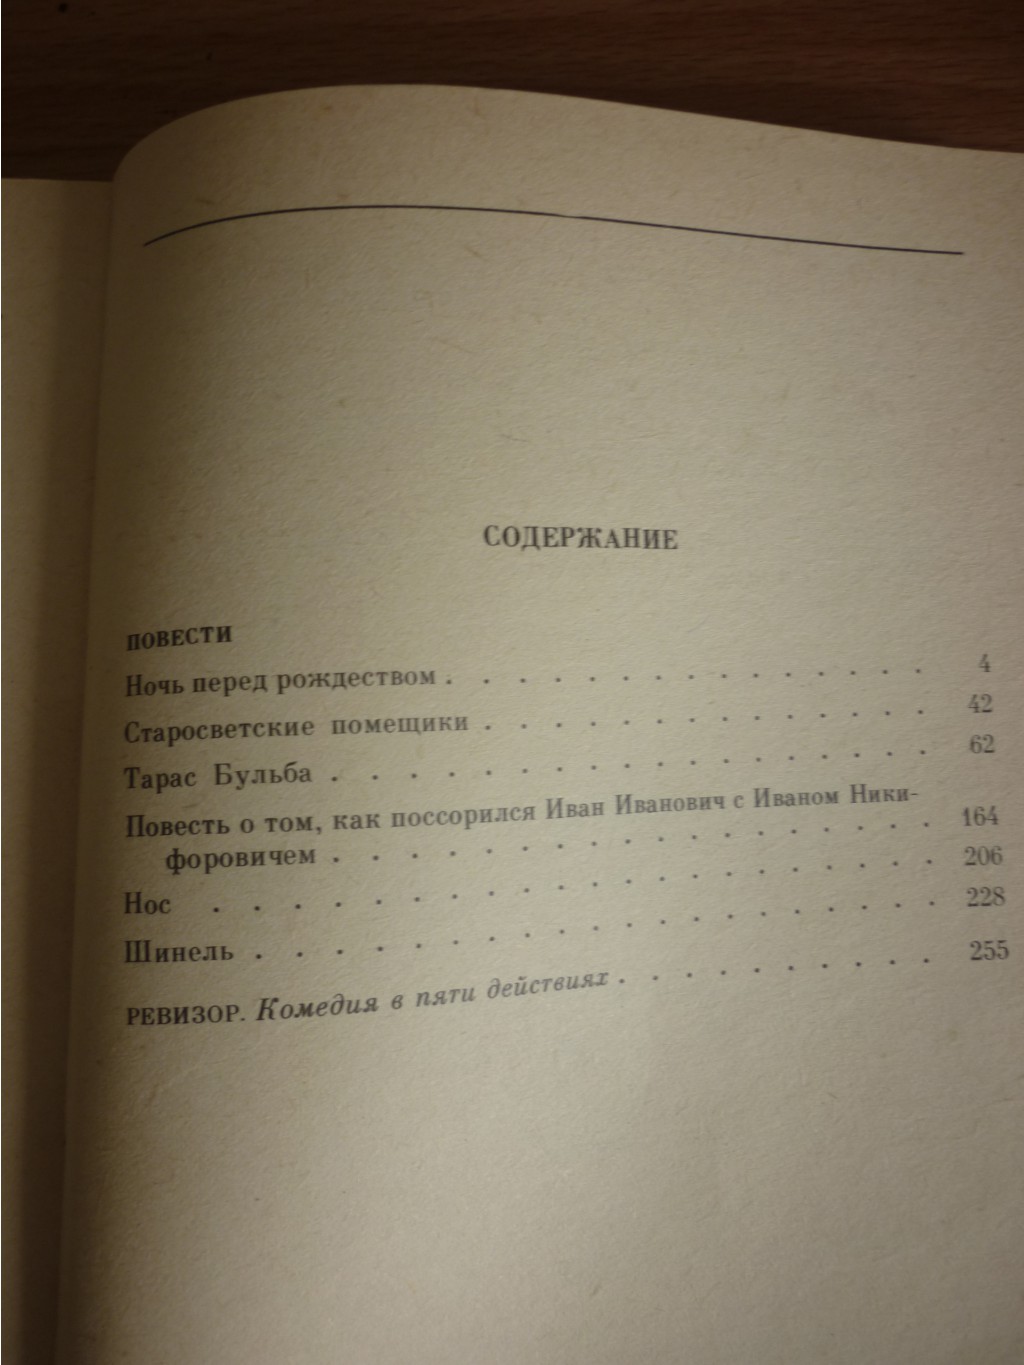 СОДЕРЖАНИЕ
ПОВЕСТИ
Ночь перед рождеством . . . . . . . . . . . . . . 4
Старосветские помещики . . . . . . . . . . . . . 42
Тарас Бульба . . . . . . . . . . . . . . . . 62
Повесть о том, как поссорился Иван Иванович с Иваном Ники-
форовичем . . . . . . . . . . . . . . . . 164
Нос . . . . . . . . . . . . . . . . . . . 206
Шинель . . . . . . . . . . . . . . . . . . 228
РЕВИЗОР. Комедия в пяти действиях . . . . . . . . . . 255